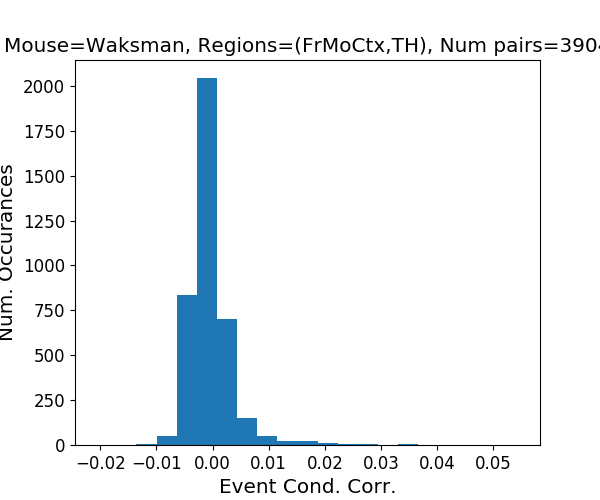 Mouse=Waksman, Regions=(FrMoCtx,TH), Num pairs=390
2000
1750
1500
1250
1000
750
500
250
0
Num. Occurances
−0.02 −0.01 0.00 0.01 0.02 0.03 0.04 0.05
Event Cond. Corr.